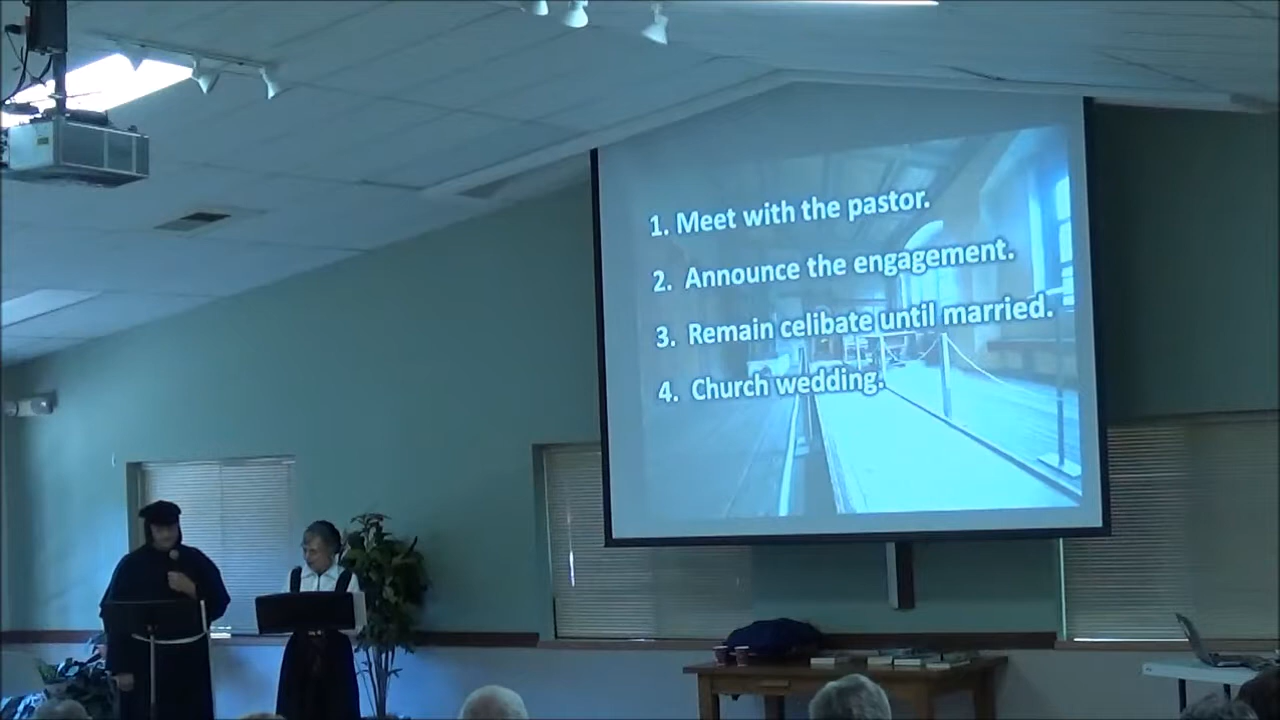 1. Meet with the pastor.
2. Announce the engagement.
3. Remain celibate until married.
4. Church wedding.